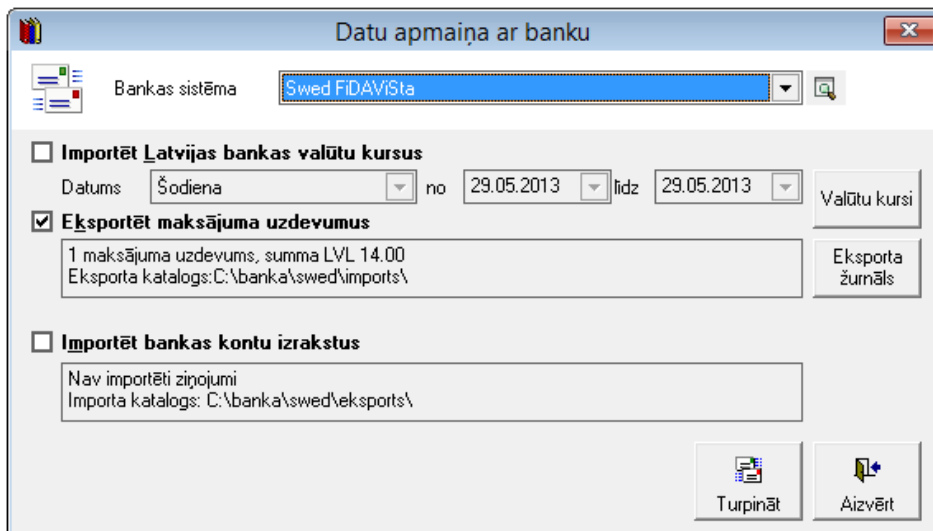 Datu apmaiņa ar banku
Bankas sistēma Swed FiDAViSta
Importēt Latvijas bankas valūtu kursus
Datums Šodiena no 29.05.2013 līdz 29.05.2013
Valūtu kursi
Eksportēt maksājuma uzdevumus
1 maksājuma uzdevums, summa LVL 14.00
Eksporta katalogs:C:\banka\swed\imports\
Eksporta
žurnāls
Importēt bankas kontu izrakstus
Nav importēti ziņojumi
Importa katalogs: C:\banka\swed\eksports\
Turpināt
Aizvērt